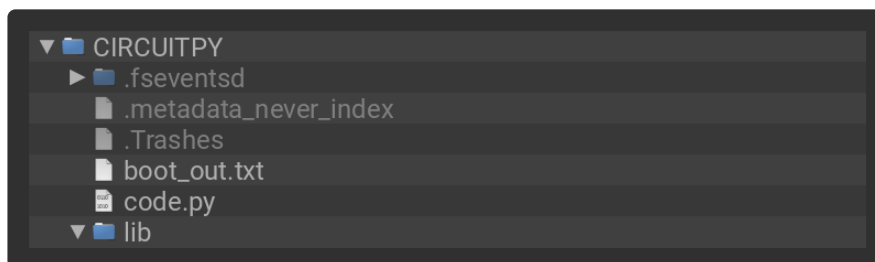 CIRCUITPY
.fseventsd
.metadata_never_index
.Trashes
boot_out.txt
code.py
lib